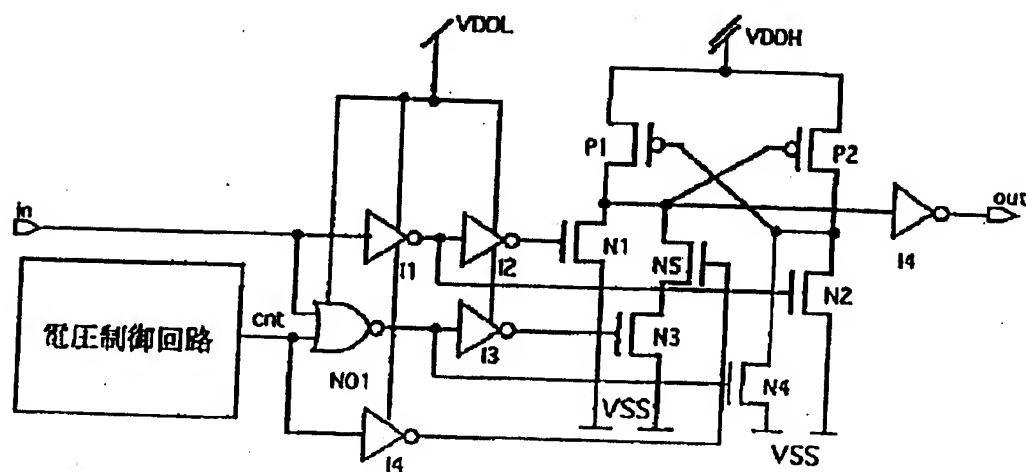 VDDL
VDDH
P1
P2
in
out
I1
I2
N1
N5
I4
N2
電圧制御回路
cnt
I3
N3
NO1
N4
VSS
I4
VSS